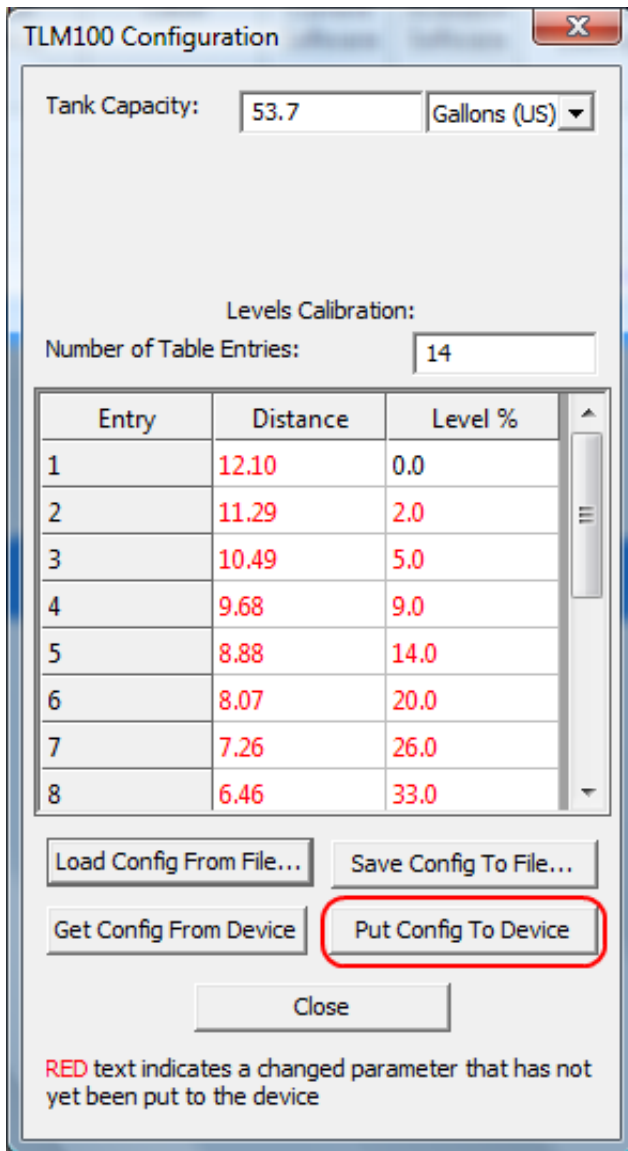 TLM100 Configuration
Tank Capacity: 53.7 Gallons (US)
Levels Calibration:
Number of Table Entries: 14
Entry Distance Level %
1 12.10 0.0
2 11.29 2.0
3 10.49 5.0
4 9.68 9.0
5 8.88 14.0
6 8.07 20.0
7 7.26 26.0
8 6.46 33.0
Load Config From File... Save Config To File...
Get Config From Device Put Config To Device
Close
RED text indicates a changed parameter that has not
yet been put to the device